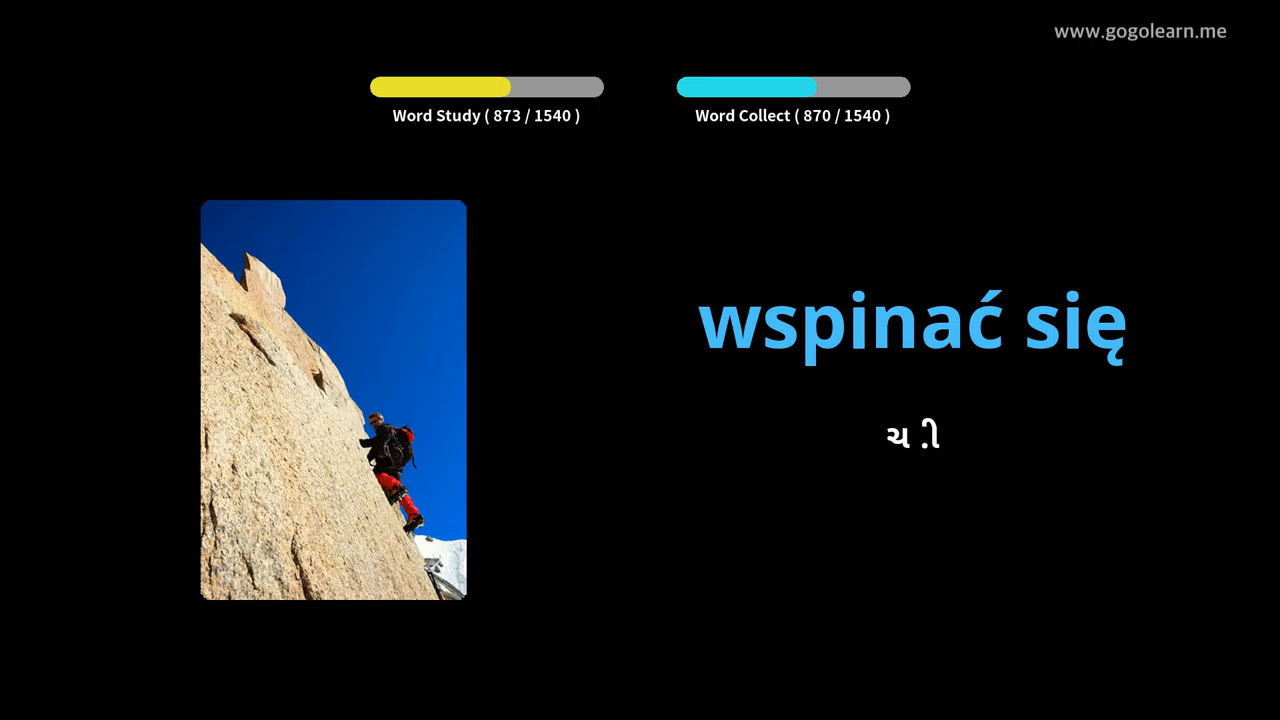 www.gogolearn.me
Word Study ( 873 / 1540 )
Word Collect ( 870 / 1540 )
wspinać się
ચ .ી